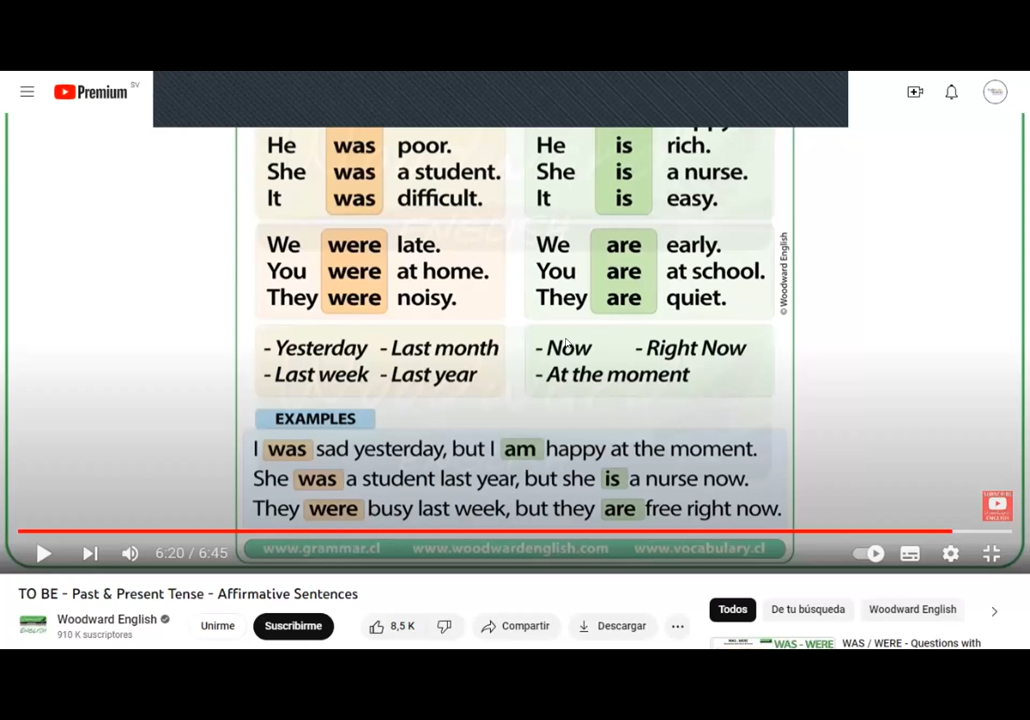 Premium SV
He was poor. He is rich.
She was a student. She is a nurse.
It was difficult. It is easy.
We were late. We are early.
You were at home. You are at school.
They were noisy. They are quiet.
© Woodward English
- Yesterday - Last month - Now - Right Now
- Last week - Last year - At the moment
EXAMPLES
I was sad yesterday, but I am happy at the moment.
She was a student last year, but she is a nurse now.
They were busy last week, but they are free right now.
SUBSCRIBE
ENGLISH
6:20 / 6:45
www.grammar.cl www.woodwardenglish.com www.vocabulary.cl
TO BE - Past & Present Tense - Affirmative Sentences
Todos De tu búsqueda Woodward English
Woodward English
910 K suscriptores
Unirme Suscribirme 8,5 K Compartir Descargar
ENGLISH
WAS - WERE
WAS / WERE - Questions with